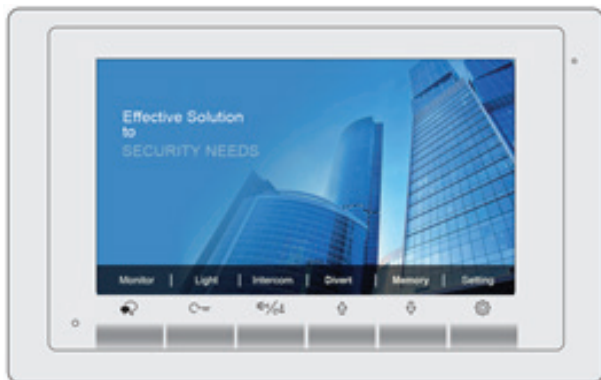 Effective Solution
to
SECURITY NEEDS
Monitor | Light | Intercom | Divert | Memory | Setting